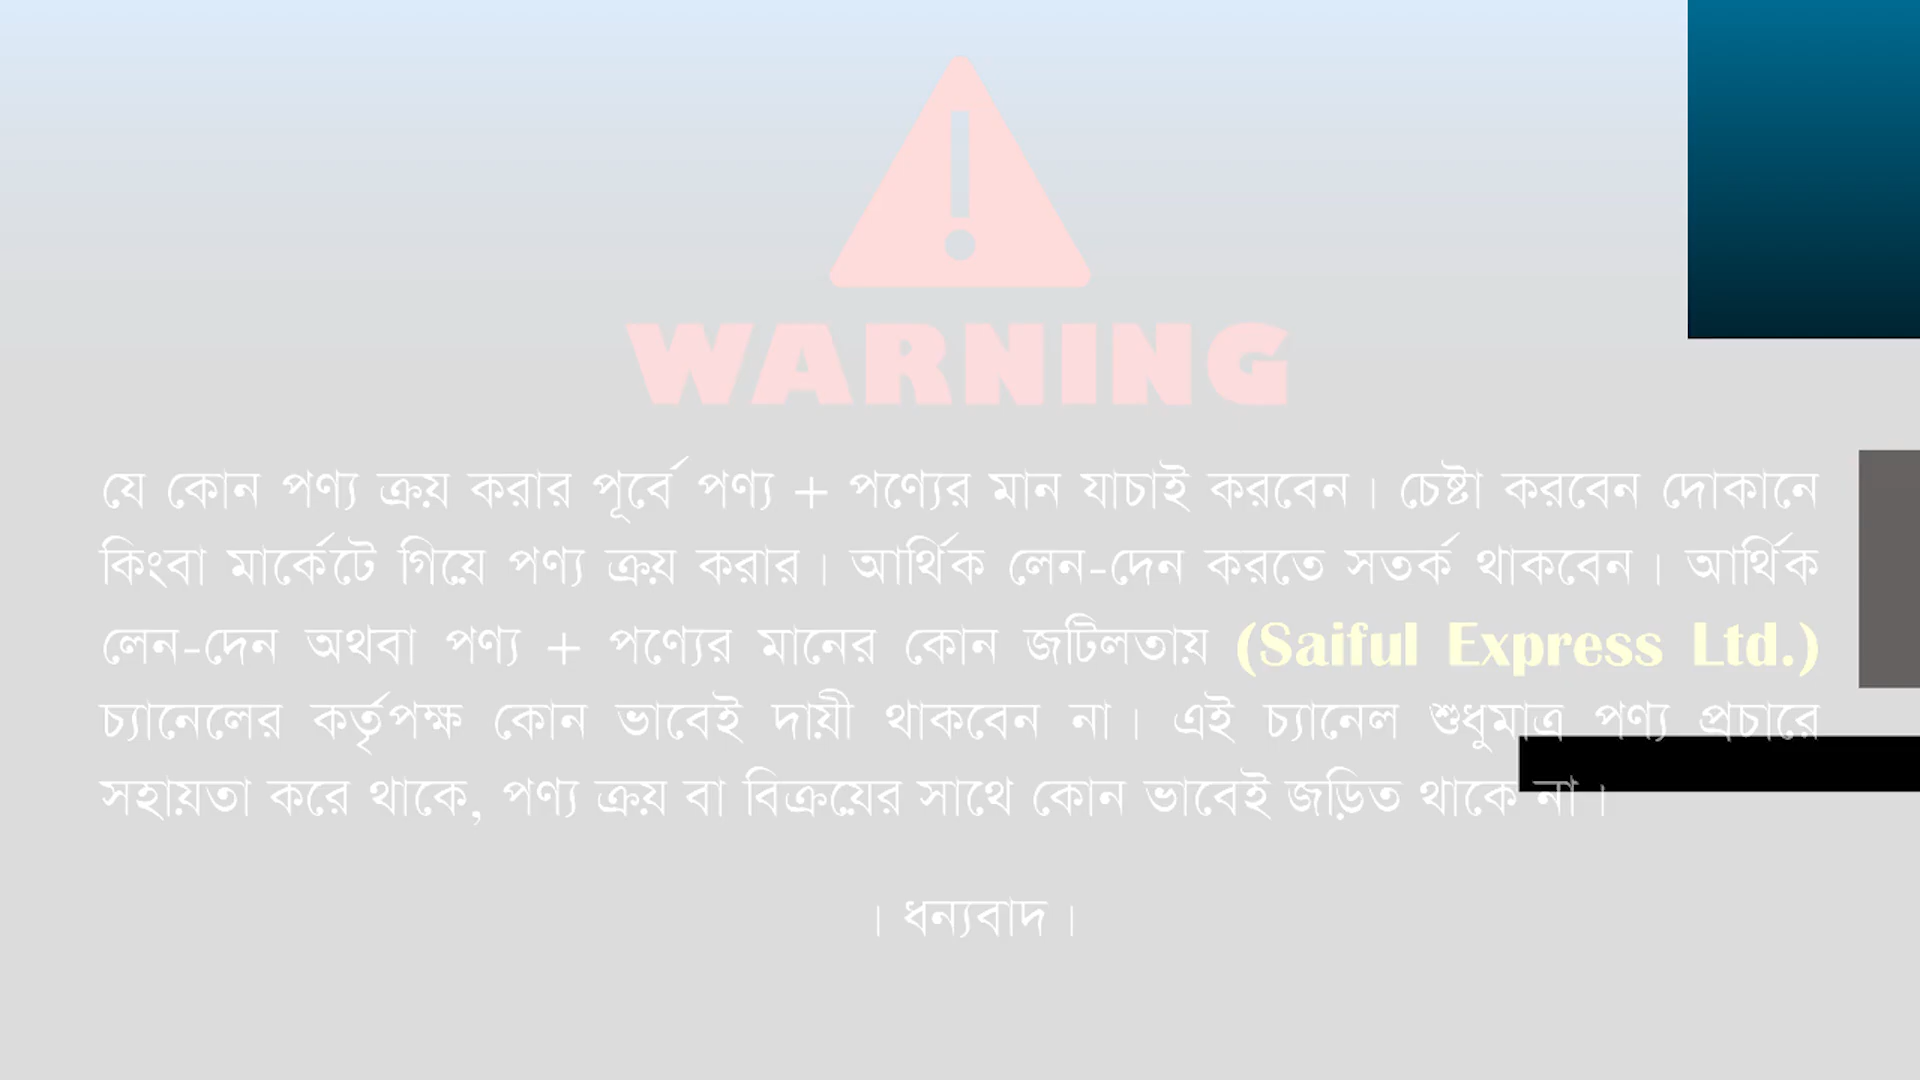 WARNING
যে কোন পণ্য ক্রয় করার পূর্বে পণ্য + পণ্যের মান যাচাই করবেন। চেষ্টা করবেন দোকানে
কিংবা মার্কেটে গিয়ে পণ্য ক্রয় করার। আর্থিক লেন-দেন করতে সতর্ক থাকবেন। আর্থিক
লেন-দেন অথবা পণ্য + পণ্যের মানের কোন জটিলতায় (Saiful Express Ltd.)
চ্যানেলের কর্তৃপক্ষ কোন ভাবেই দায়ী থাকবেন না। এই চ্যানেল শুধুমাত্র পণ্য প্রচারে
সহায়তা করে থাকে, পণ্য ক্রয় বা বিক্রয়ের সাথে কোন ভাবেই জড়িত থাকে না।
। ধন্যবাদ ।